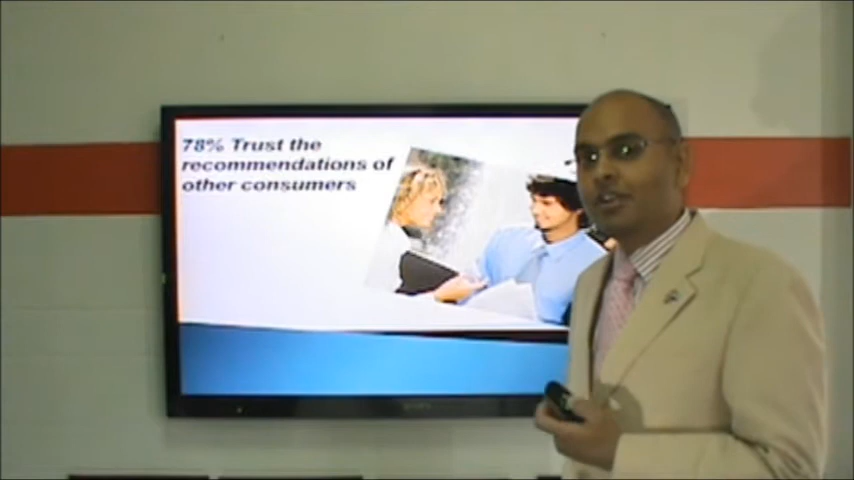 78% Trust the
recommendations of
other consumers